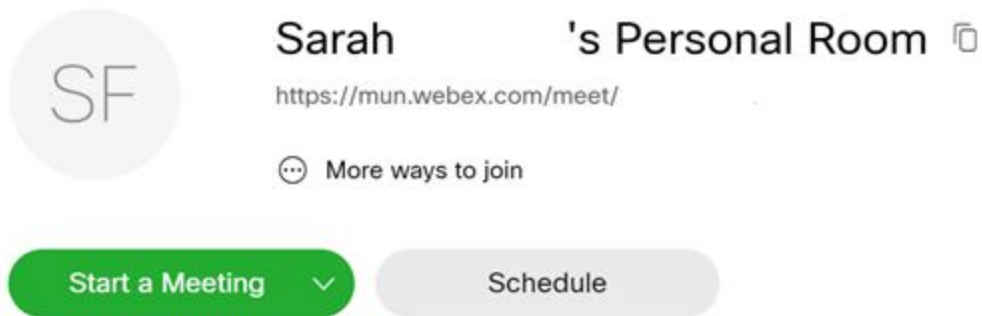 SF
Sarah 's Personal Room
https://mun.webex.com/meet/
More ways to join
Start a Meeting
Schedule